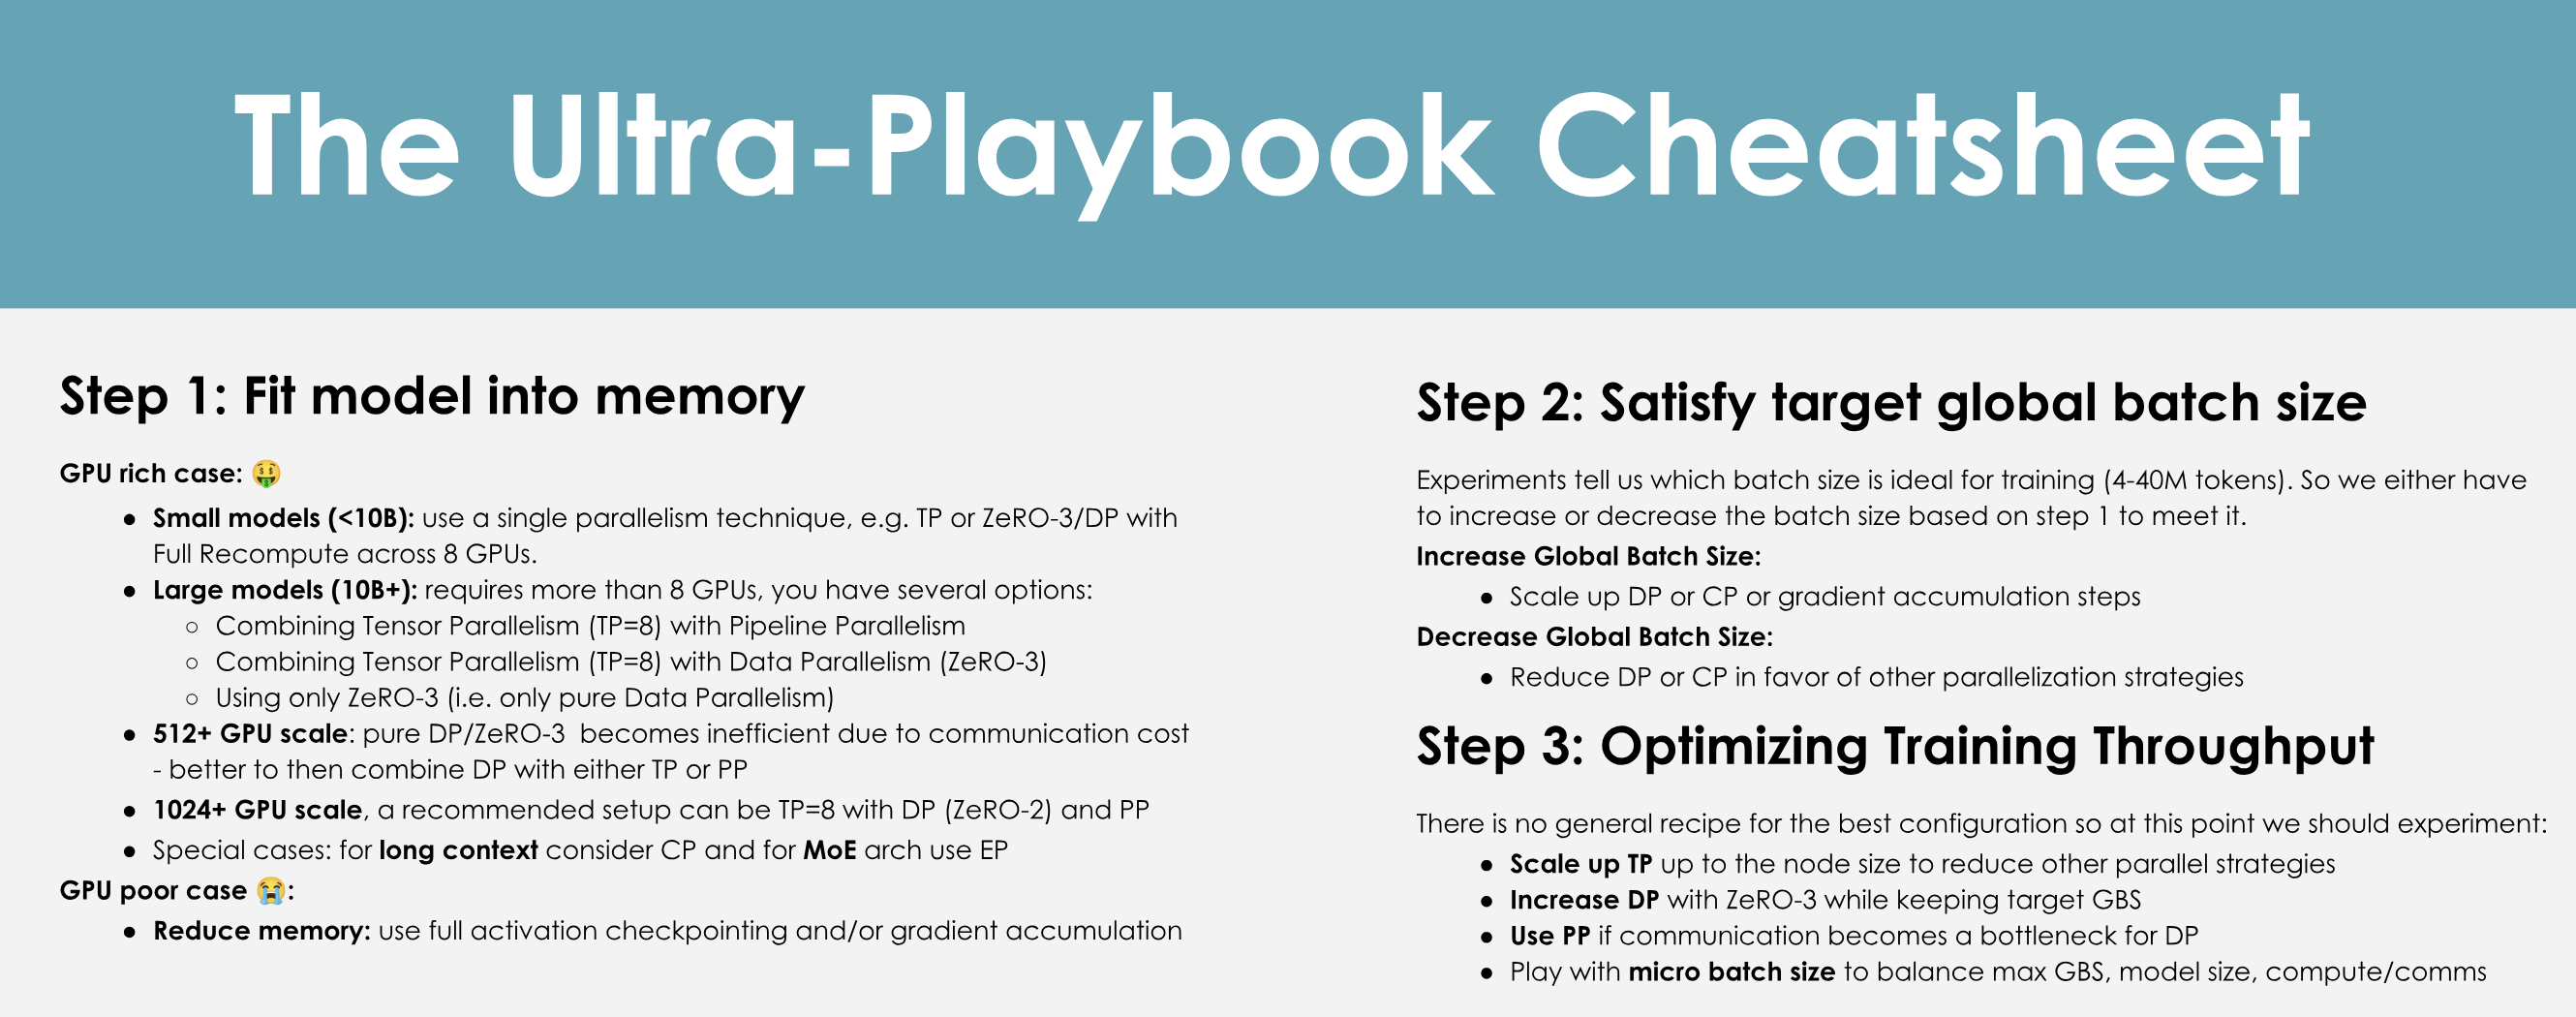 The Ultra-Playbook Cheatsheet
Step 1: Fit model into memory
GPU rich case: 🤑
● Small models (<10B): use a single parallelism technique, e.g. TP or ZeRO-3/DP with
Full Recompute across 8 GPUs.
● Large models (10B+): requires more than 8 GPUs, you have several options:
○ Combining Tensor Parallelism (TP=8) with Pipeline Parallelism
○ Combining Tensor Parallelism (TP=8) with Data Parallelism (ZeRO-3)
○ Using only ZeRO-3 (i.e. only pure Data Parallelism)
● 512+ GPU scale: pure DP/ZeRO-3 becomes inefficient due to communication cost
- better to then combine DP with either TP or PP
● 1024+ GPU scale, a recommended setup can be TP=8 with DP (ZeRO-2) and PP
● Special cases: for long context consider CP and for MoE arch use EP
GPU poor case 😭:
● Reduce memory: use full activation checkpointing and/or gradient accumulation
Step 2: Satisfy target global batch size
Experiments tell us which batch size is ideal for training (4-40M tokens). So we either have
to increase or decrease the batch size based on step 1 to meet it.
Increase Global Batch Size:
● Scale up DP or CP or gradient accumulation steps
Decrease Global Batch Size:
● Reduce DP or CP in favor of other parallelization strategies
Step 3: Optimizing Training Throughput
There is no general recipe for the best configuration so at this point we should experiment:
● Scale up TP up to the node size to reduce other parallel strategies
● Increase DP with ZeRO-3 while keeping target GBS
● Use PP if communication becomes a bottleneck for DP
● Play with micro batch size to balance max GBS, model size, compute/comms